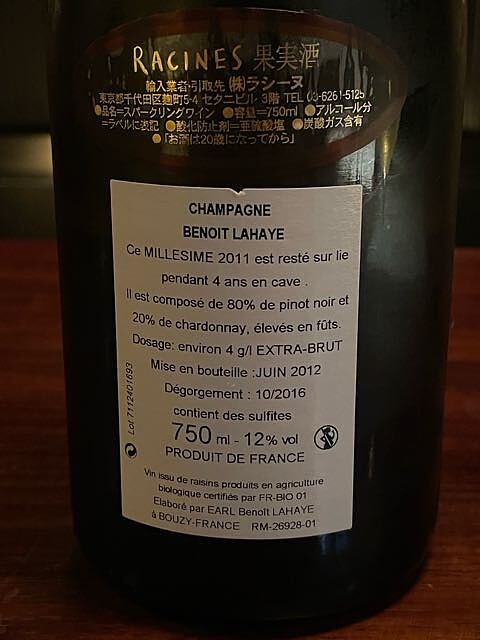 RACINES 果実酒
輸入業者・引取先 ㈱ラシーヌ
東京都千代田区麹町5-4 セタニビル 3階 TEL 03-6261-5125
●品名=スパークリングワイン ●容量=750ml ●アルコール分
=ラベルに表記 ●酸化防止剤=亜硫酸塩 ●炭酸ガス含有
●「お酒は20歳になってから」
CHAMPAGNE
BENOIT LAHAYE
Ce MILLESIME 2011 est resté sur lie
pendant 4 ans en cave .
Il est composé de 80% de pinot noir et
20% de chardonnay, élevés en fûts.
Dosage: environ 4 g/l EXTRA-BRUT
Mise en bouteille :JUIN 2012
Dégorgement : 10/2016
contient des sulfites
750 ml - 12% vol
PRODUIT DE FRANCE
Vin issu de raisins produits en agriculture
biologique certifiés par FR-BIO 01
Elaboré par EARL Benoît LAHAYE
à BOUZY-FRANCE RM-26928-01
Lot 7112401693